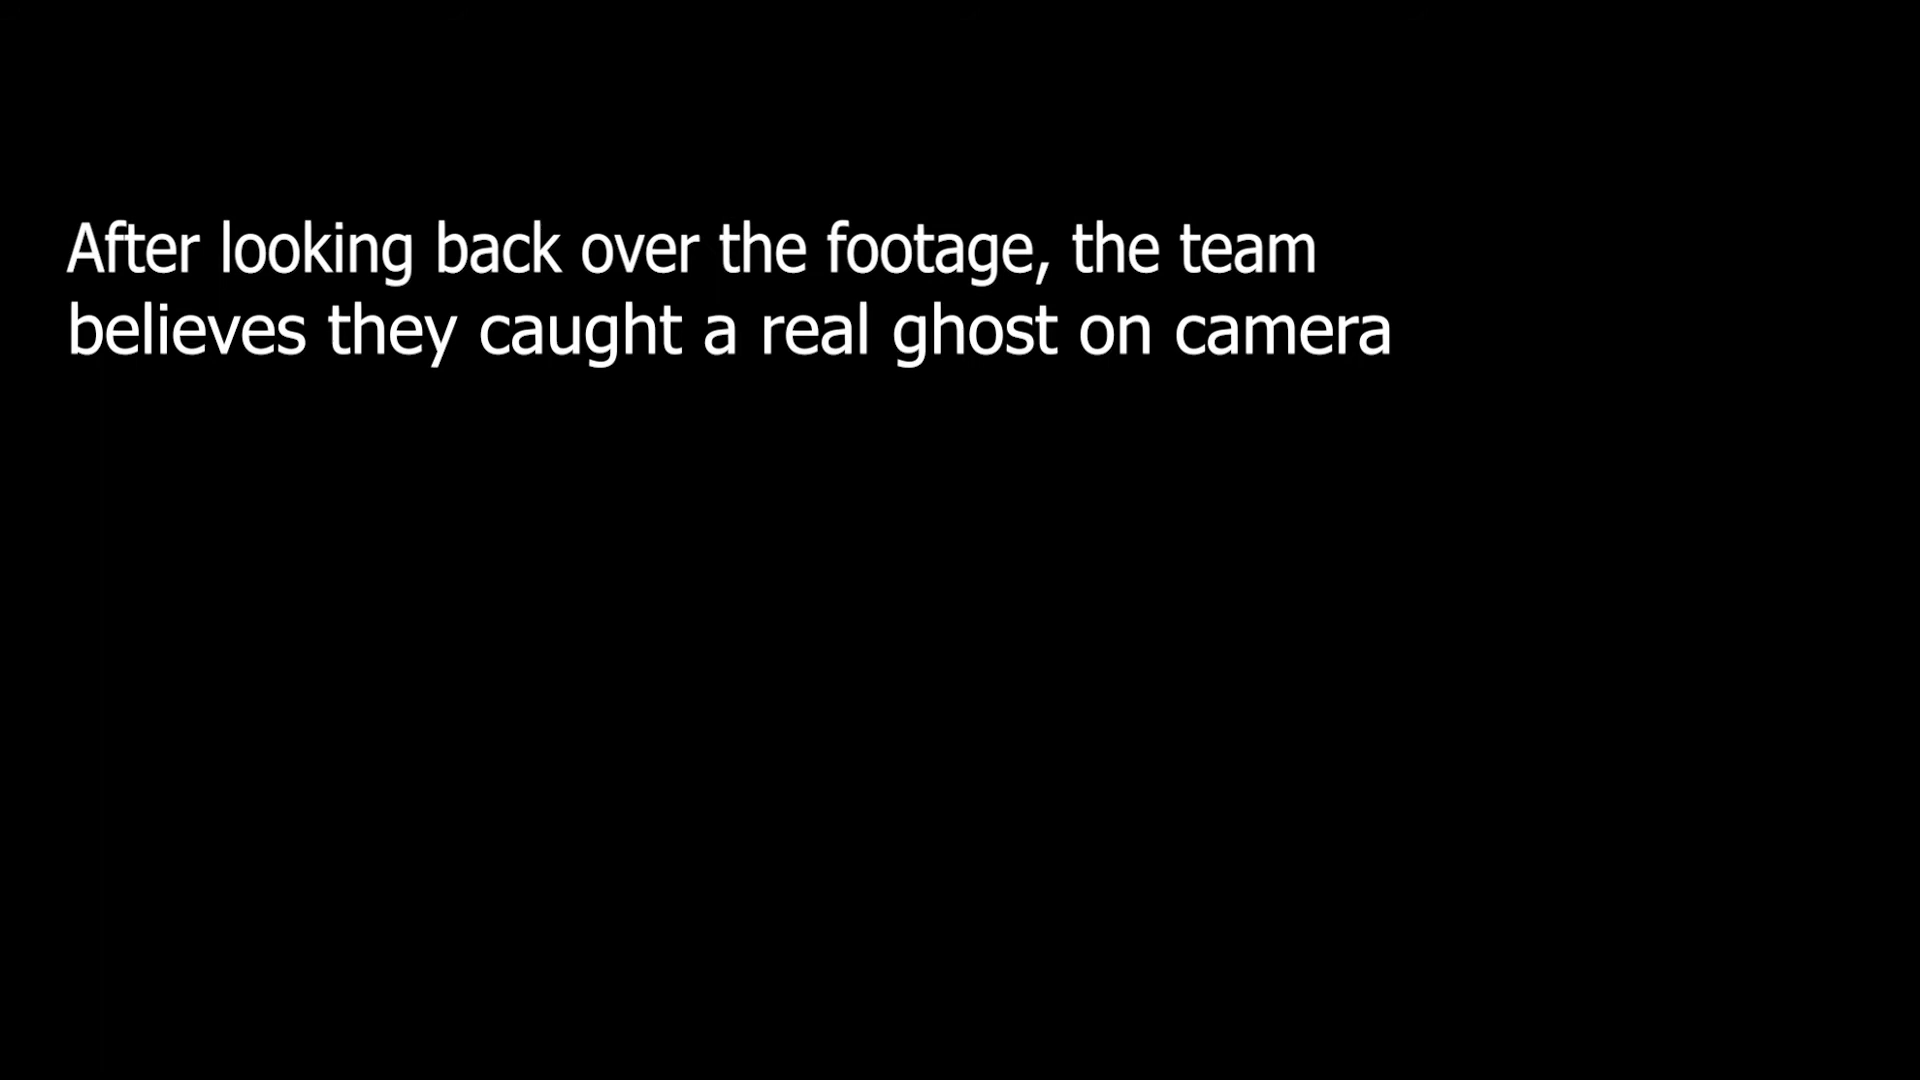 After looking back over the footage, the team
believes they caught a real ghost on camera